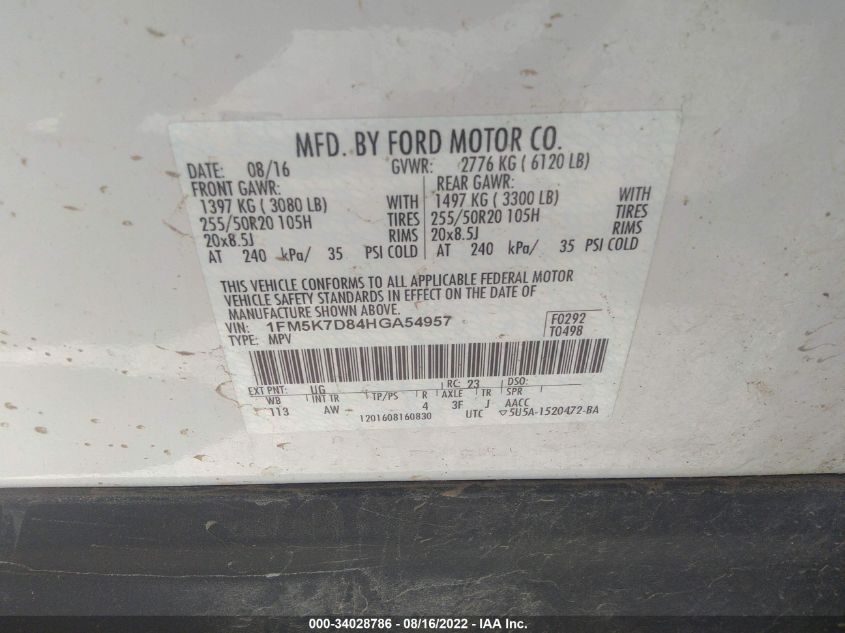 MFD. BY FORD MOTOR CO.
DATE: 08/16 GVWR: 2776 KG ( 6120 LB)
FRONT GAWR: REAR GAWR:
1397 KG ( 3080 LB) WITH 1497 KG ( 3300 LB) WITH
255/50R20 105H TIRES 255/50R20 105H TIRES
20x8.5J RIMS 20x8.5J RIMS
AT 240 kPa/ 35 PSI COLD AT 240 kPa/ 35 PSI COLD
THIS VEHICLE CONFORMS TO ALL APPLICABLE FEDERAL MOTOR
VEHICLE SAFETY STANDARDS IN EFFECT ON THE DATE OF
MANUFACTURE SHOWN ABOVE.
VIN: 1FM5K7D84HGA54957 F0292
TYPE: MPV T0498
EXT PNT: UG RC: 23 DSO:
WB INT TR TP/PS R AXLE TR SPR
113 AW 4 3F J AACC
1201608160830 UTC ▽5U5A-1520472-BA
000-34028786 - 08/16/2022 - IAA Inc.